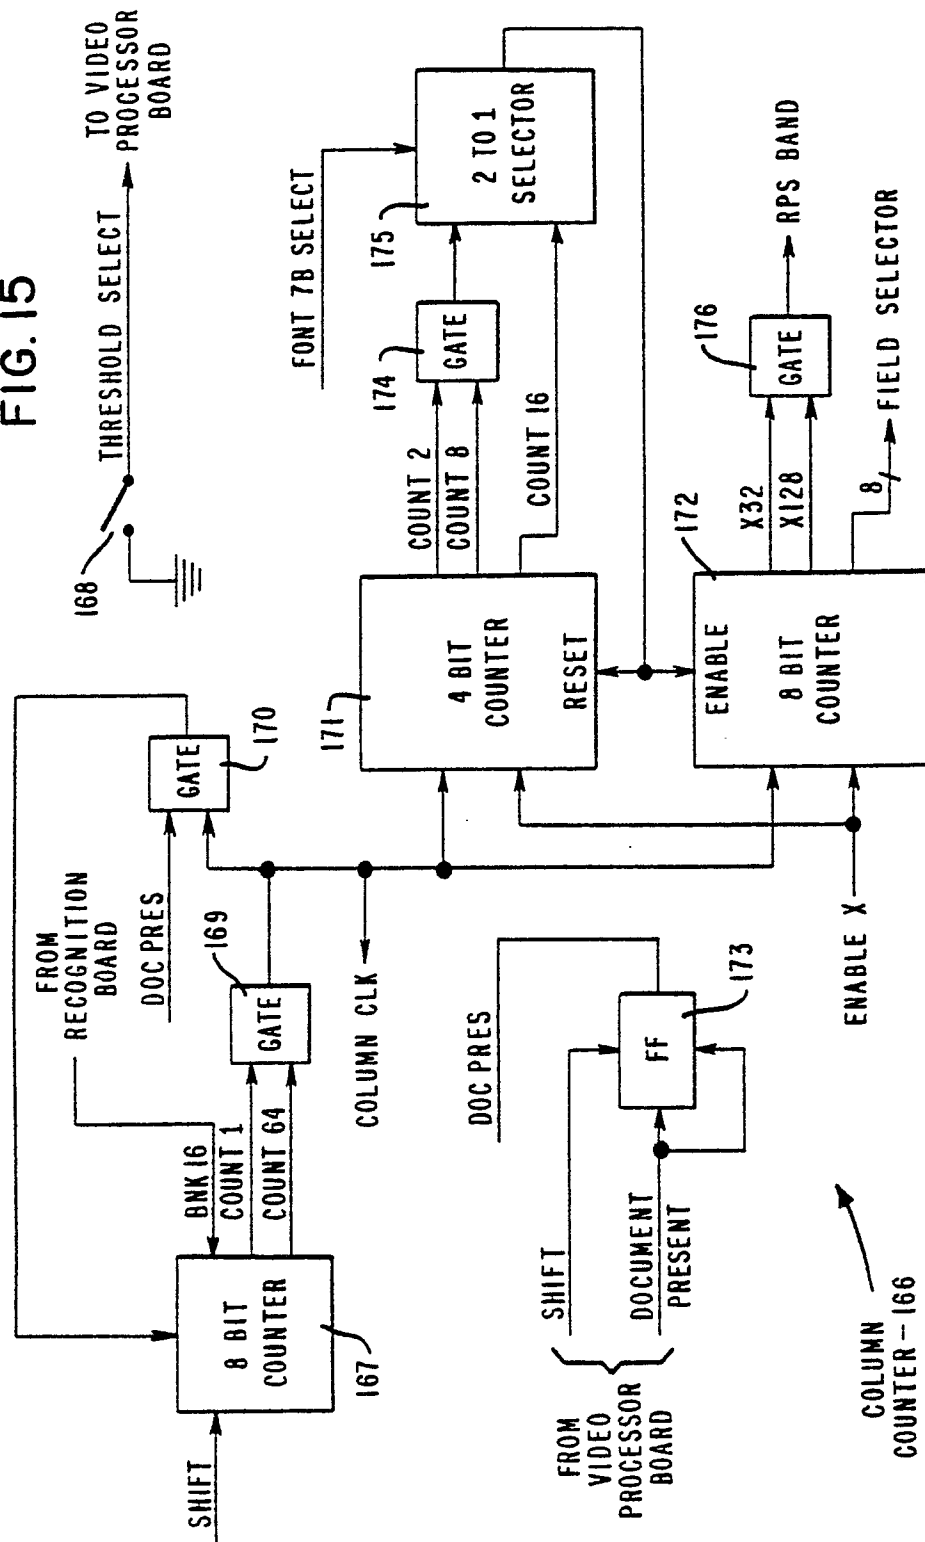 FIG. 15
168
THRESHOLD SELECT
TO VIDEO
PROCESSOR
BOARD
FROM
RECOGNITION
BOARD
DOC PRES
GATE
170
SHIFT
8 BIT
COUNTER
167
BNK 16
COUNT 1
COUNT 64
GATE
169
COLUMN CLK
171
4 BIT
COUNTER
RESET
COUNT 2
COUNT 8
COUNT 16
174
GATE
FONT 7B SELECT
175
2 TO 1
SELECTOR
FROM
VIDEO
PROCESSOR
BOARD
SHIFT
DOCUMENT
PRESENT
DOC PRES
FF
173
ENABLE X
172
ENABLE
8 BIT
COUNTER
X32
X128
8
176
GATE
RPS BAND
FIELD SELECTOR
COLUMN
COUNTER-166